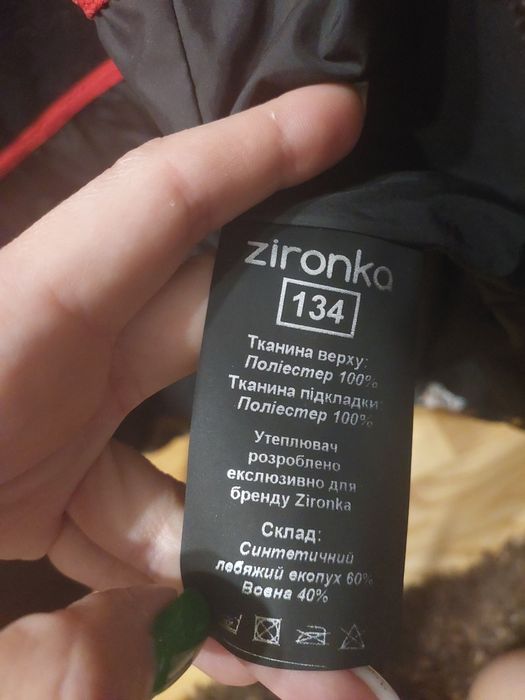 zironka
134
Тканина верху:
Поліестер 100%
Тканина підкладки:
Поліестер 100%
Утеплювач
розроблено
екслюзивно для
бренду Zironka
Склад:
Синтетичний
лебяжий екопух 60%
Вовна 40%